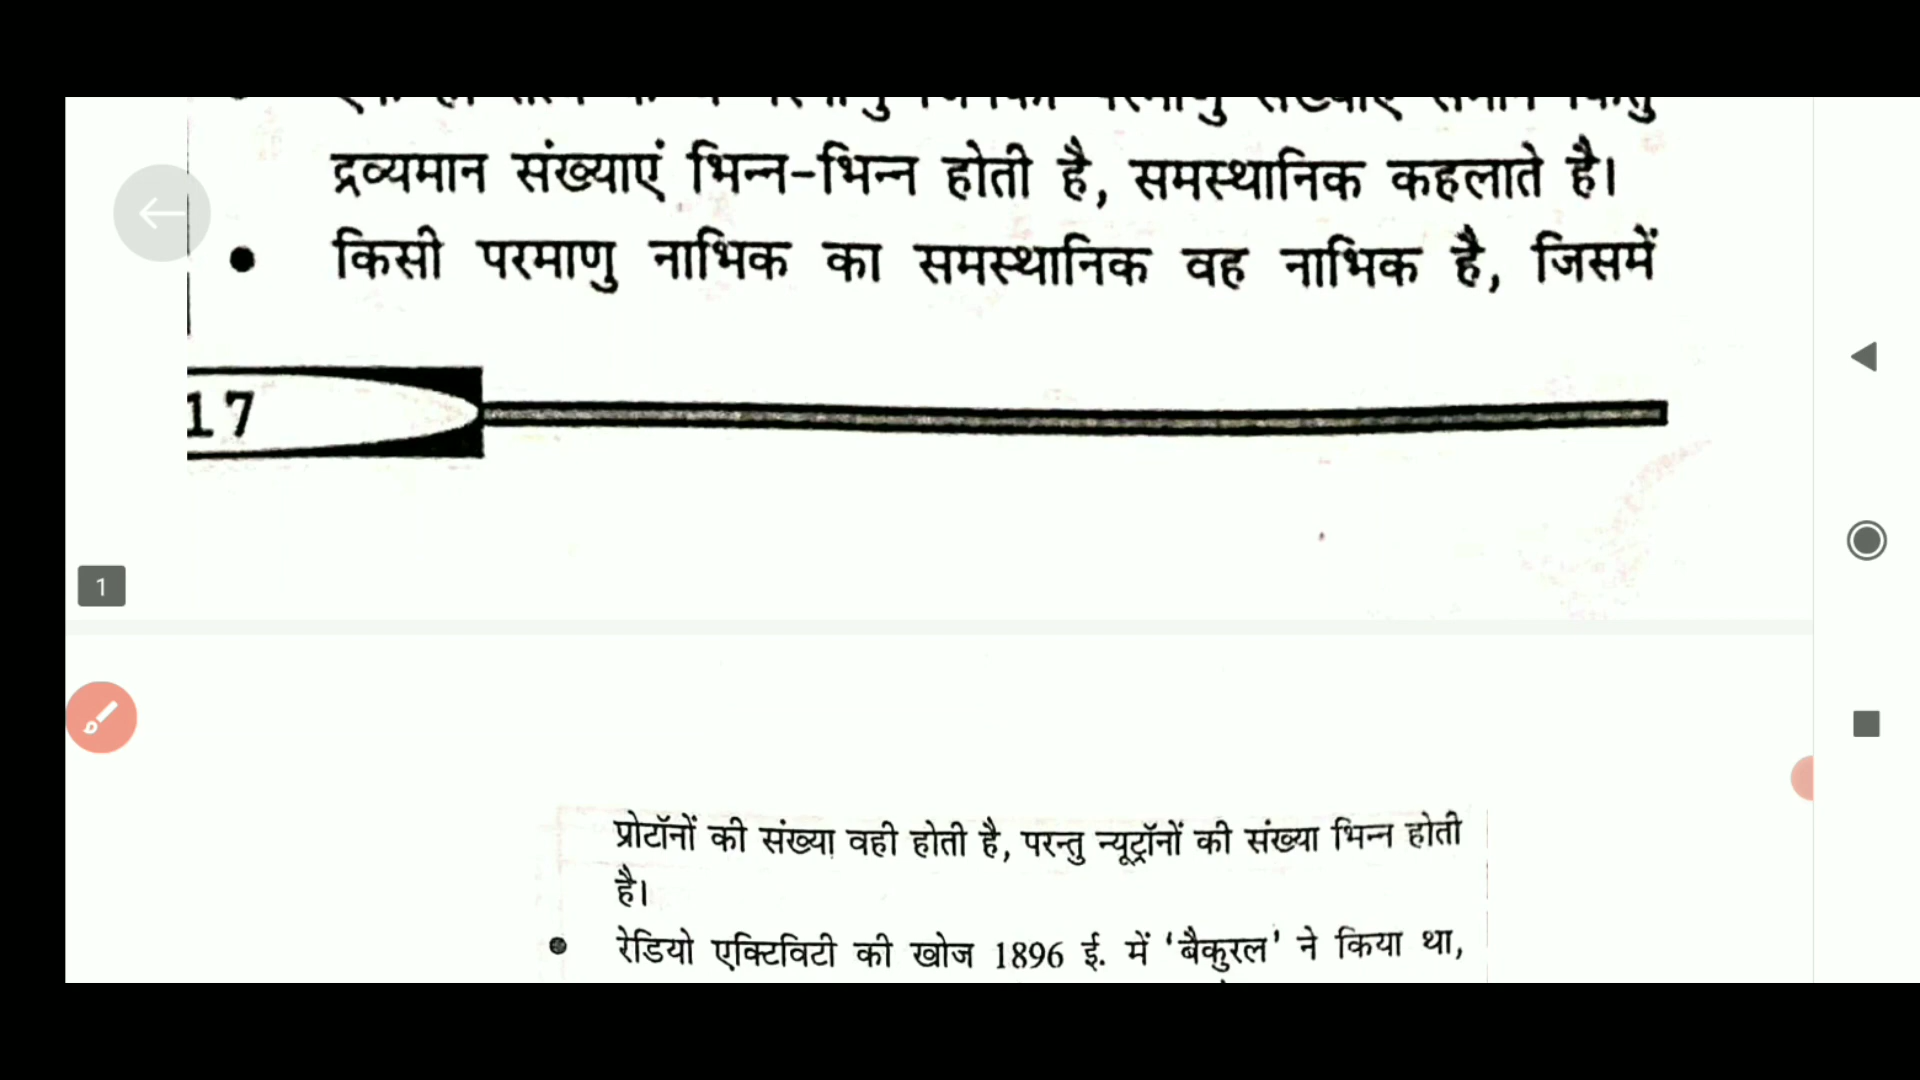 द्रव्यमान संख्याएं भिन्न-भिन्न होती है, समस्थानिक कहलाते है।
• किसी परमाणु नाभिक का समस्थानिक वह नाभिक है, जिसमें
17
1
प्रोटॉनों की संख्या वही होती है, परन्तु न्यूट्रॉनों की संख्या भिन्न होती
है।
• रेडियो एक्टिविटी की खोज 1896 ई. में ‘बैकुरल’ ने किया था,